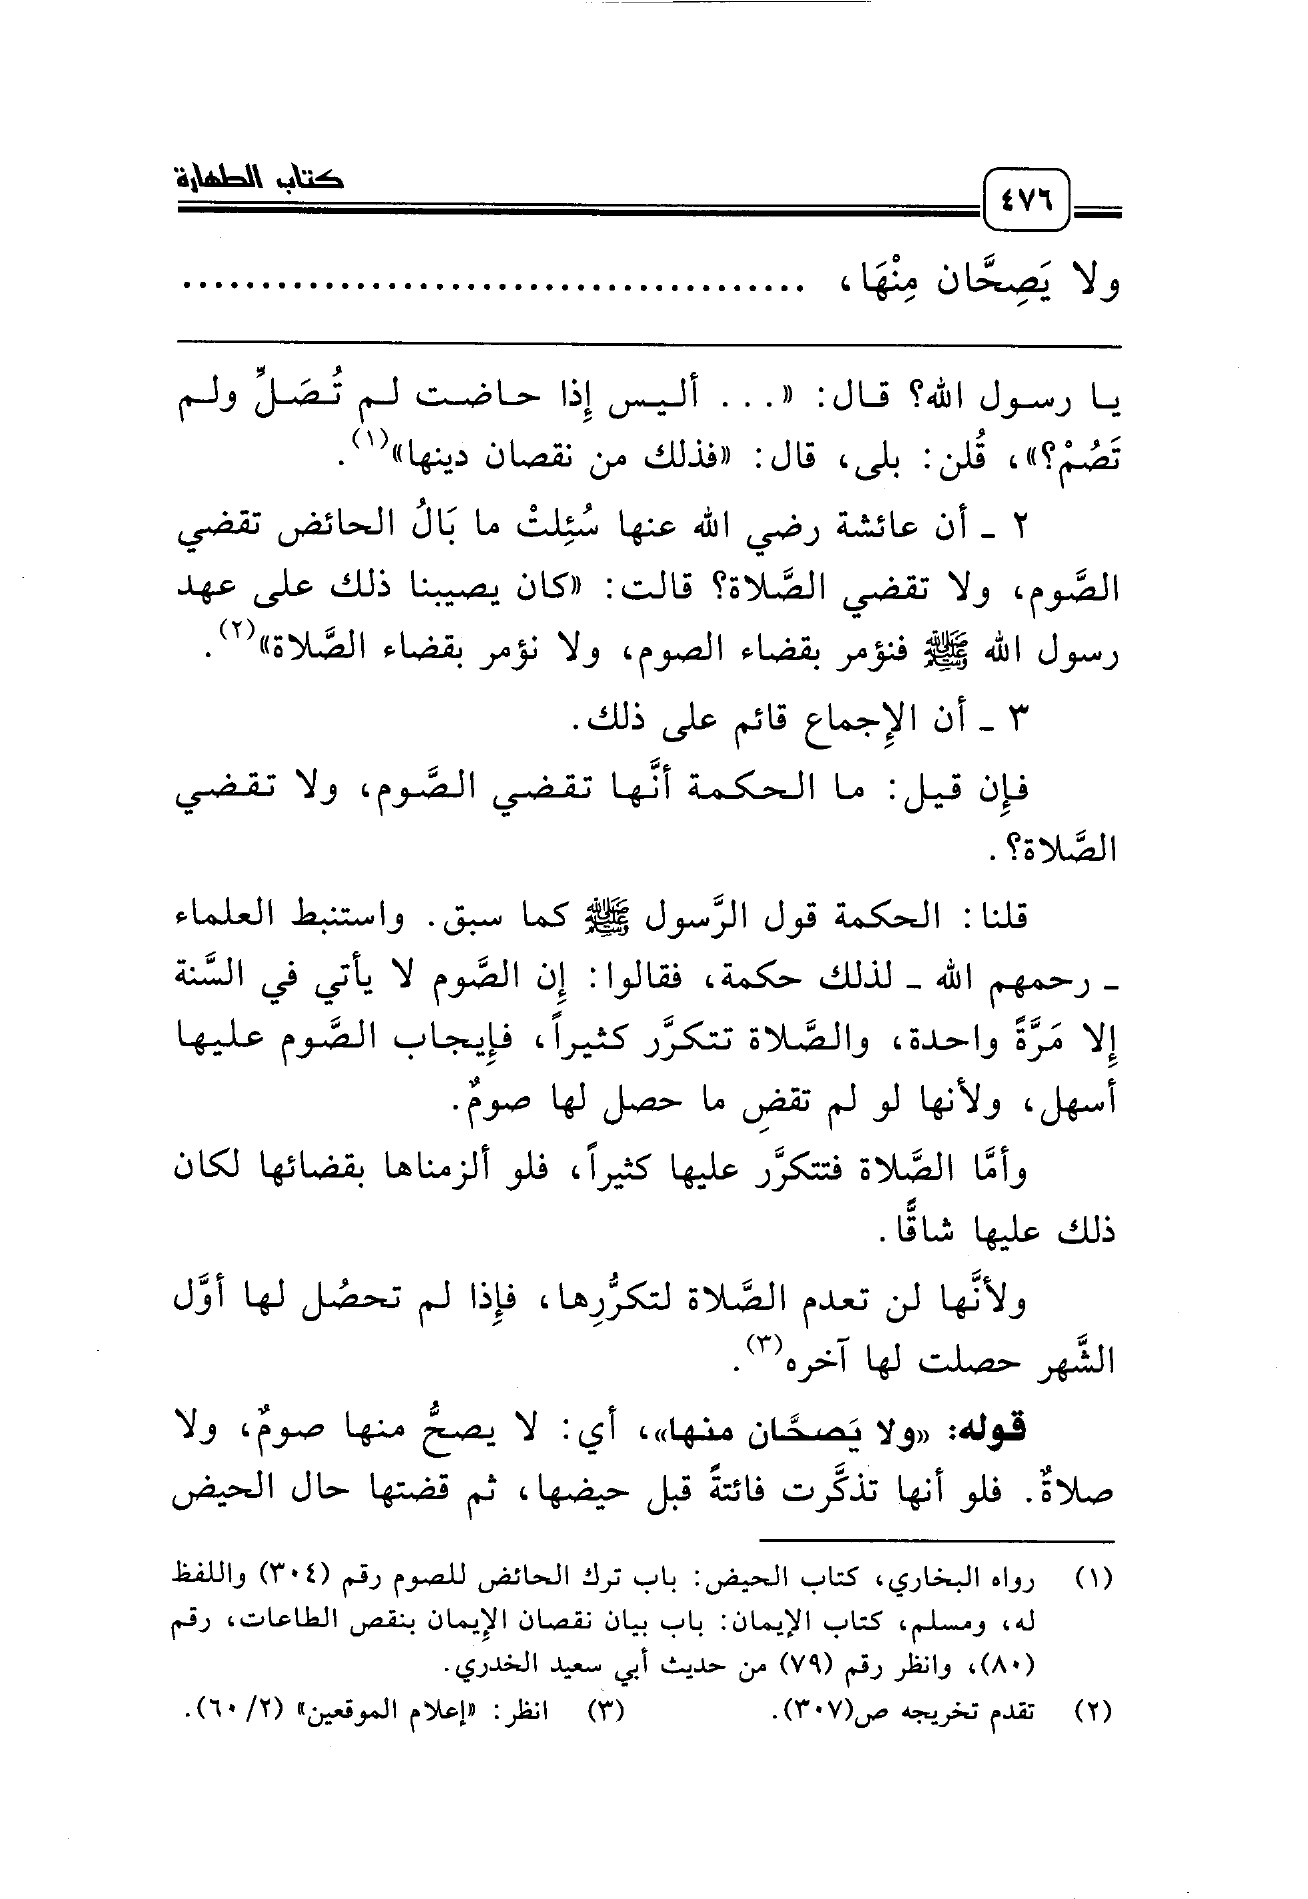 كتاب الطهارة
٤٧٦
ولا يَصِحَّان مِنْهَا، ........................................
يا رسول الله؟ قال: «... أليس إِذا حاضت لم تُصَلِّ ولم
تَصُمْ؟»، قُلن: بلى، قال: «فذلك من نقصان دينها»(١).
٢ ـ أن عائشة رضي الله عنها سُئِلتْ ما بَالُ الحائض تقضي
الصَّوم، ولا تقضي الصَّلاة؟ قالت: «كان يصيبنا ذلك على عهد
رسول الله ﷺ فنؤمر بقضاء الصوم، ولا نؤمر بقضاء الصَّلاة»(٢).
٣ ـ أن الإِجماع قائم على ذلك.
فإِن قيل: ما الحكمة أنَّها تقضي الصَّوم، ولا تقضي
الصَّلاة؟.
قلنا: الحكمة قول الرَّسول ﷺ كما سبق. واستنبط العلماء
ـ رحمهم الله ـ لذلك حكمة، فقالوا: إِن الصَّوم لا يأتي في السَّنة
إِلا مَرَّةً واحدة، والصَّلاة تتكرَّر كثيراً، فإِيجاب الصَّوم عليها
أسهل، ولأنها لو لم تقضِ ما حصل لها صومٌ.
وأمَّا الصَّلاة فتتكرَّر عليها كثيراً، فلو ألزمناها بقضائها لكان
ذلك عليها شاقًّا.
ولأنَّها لن تعدم الصَّلاة لتكرُّرِها، فإِذا لم تحصُل لها أوَّل
الشَّهر حصلت لها آخره(٣).
قوله: «ولا يَصحَّان منها»، أي: لا يصحُّ منها صومٌ، ولا
صلاةٌ. فلو أنها تذكَّرت فائتةً قبل حيضها، ثم قضتها حال الحيض
(١) رواه البخاري، كتاب الحيض: باب ترك الحائض للصوم رقم (٣٠٤) واللفظ
له، ومسلم، كتاب الإيمان: باب بيان نقصان الإِيمان بنقص الطاعات، رقم
(٨٠)، وانظر رقم (٧٩) من حديث أبي سعيد الخدري.
(٢) تقدم تخريجه ص(٣٠٧). (٣) انظر: «إعلام الموقعين» (٢/ ٦٠).